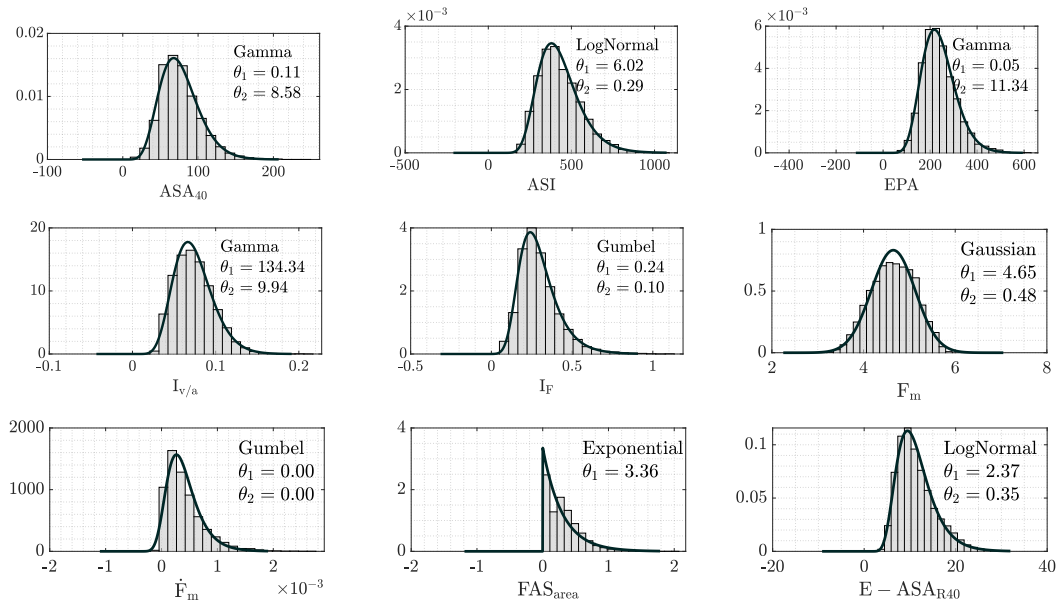 0.02
0.01
0
-100
0
100
200
Gamma
θ1 = 0.11
θ2 = 8.58
ASA40
×10−3
4
2
0
-500
0
500
1000
LogNormal
θ1 = 6.02
θ2 = 0.29
ASI
×10−3
6
4
2
0
-400
-200
0
200
400
600
Gamma
θ1 = 0.05
θ2 = 11.34
EPA
20
10
0
-0.1
0
0.1
0.2
Gamma
θ1 = 134.34
θ2 = 9.94
Iv/a
4
2
0
-0.5
0
0.5
1
Gumbel
θ1 = 0.24
θ2 = 0.10
IF
1
0.5
0
2
4
6
8
Gaussian
θ1 = 4.65
θ2 = 0.48
Fm
2000
1000
0
-2
-1
0
1
2
×10−3
Gumbel
θ1 = 0.00
θ2 = 0.00
Ḟm
4
2
0
-2
-1
0
1
2
Exponential
θ1 = 3.36
FASarea
0.1
0.05
0
-20
0
20
40
LogNormal
θ1 = 2.37
θ2 = 0.35
E − ASAR40